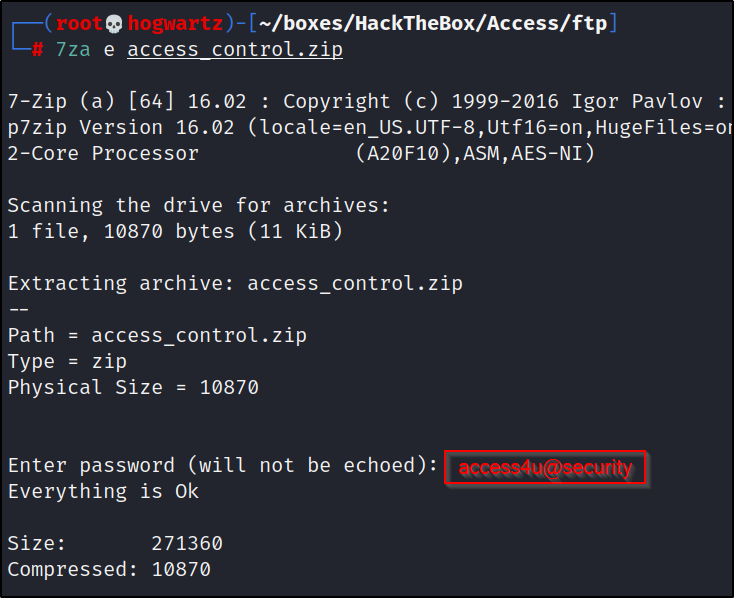 (root💀hogwartz)-[~/boxes/HackTheBox/Access/ftp]
# 7za e access_control.zip
7-Zip (a) [64] 16.02 : Copyright (c) 1999-2016 Igor Pavlov :
p7zip Version 16.02 (locale=en_US.UTF-8,Utf16=on,HugeFiles=on
2-Core Processor (A20F10),ASM,AES-NI)
Scanning the drive for archives:
1 file, 10870 bytes (11 KiB)
Extracting archive: access_control.zip
--
Path = access_control.zip
Type = zip
Physical Size = 10870
Enter password (will not be echoed): access4u@security
Everything is Ok
Size: 271360
Compressed: 10870